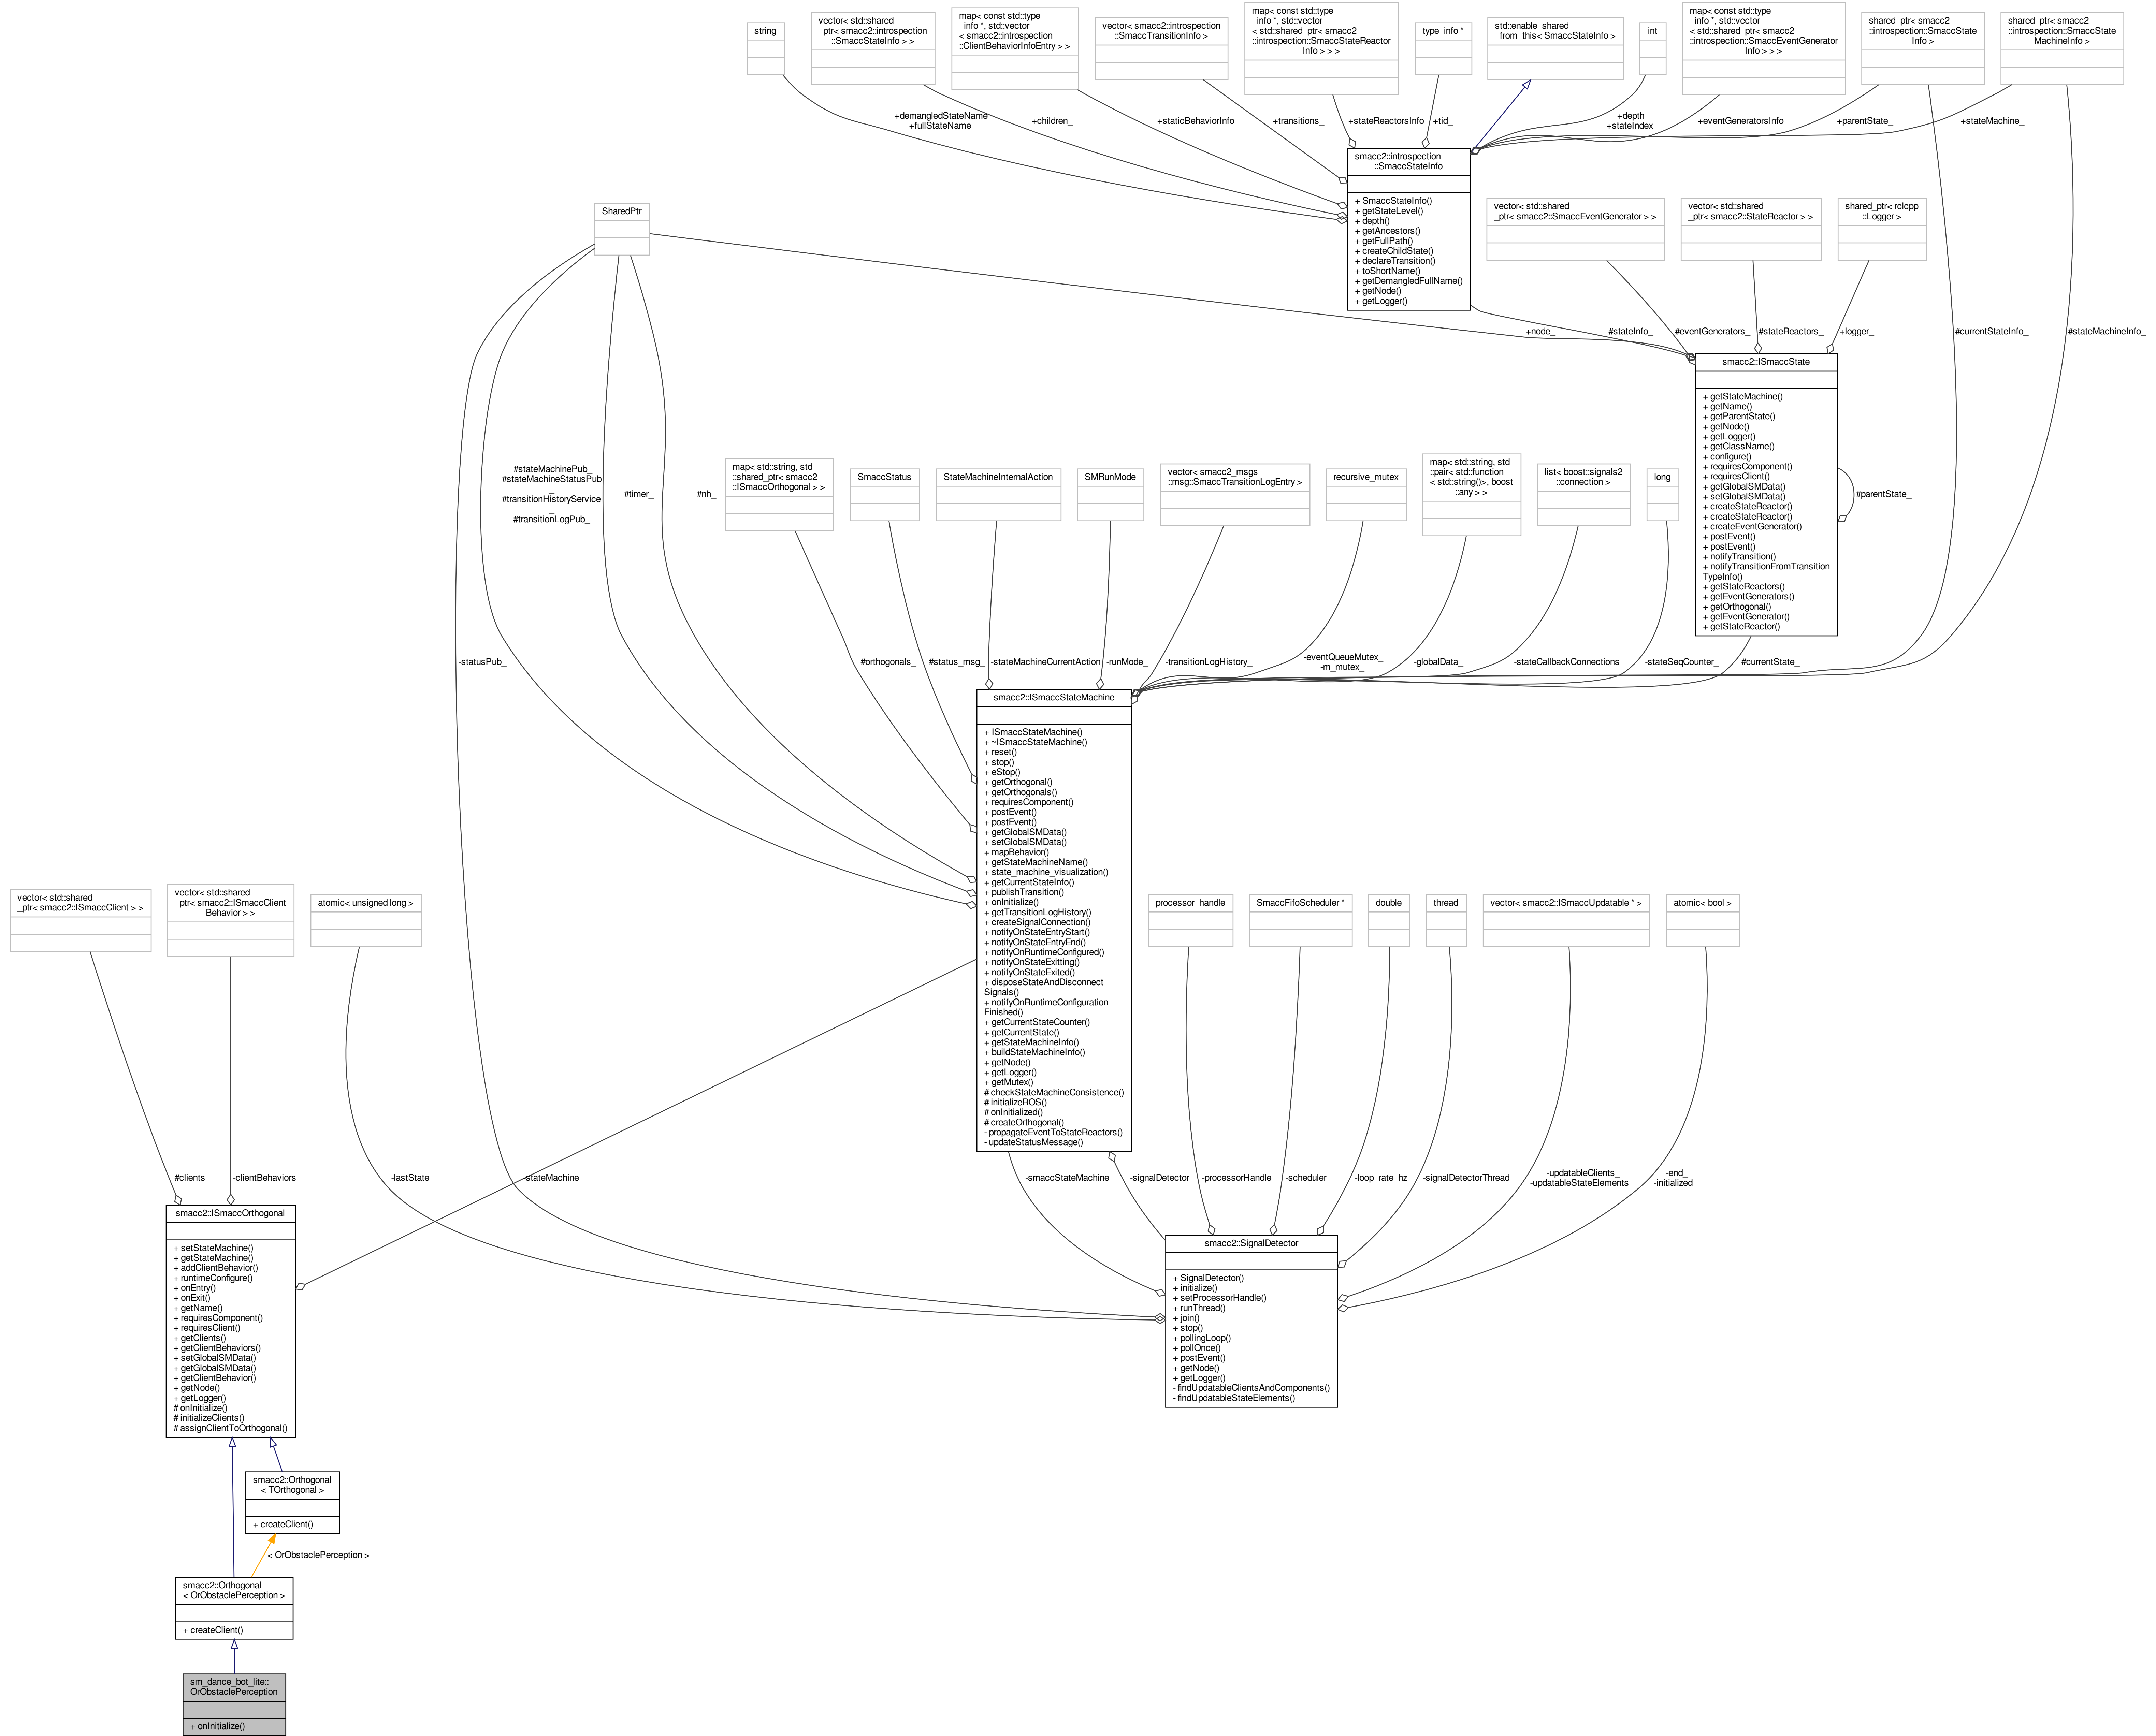 string
vector< std::shared
_ptr< smacc2::introspection
::SmaccStateInfo > >
map< const std::type
_info *, std::vector
< smacc2::introspection
::ClientBehaviorInfoEntry > >
vector< smacc2::introspection
::SmaccTransitionInfo >
map< const std::type
_info *, std::vector
< std::shared_ptr< smacc2
::introspection::SmaccStateReactor
Info > > >
type_info *
std::enable_shared
_from_this< SmaccStateInfo >
int
map< const std::type
_info *, std::vector
< std::shared_ptr< smacc2
::introspection::SmaccEventGenerator
Info > > >
shared_ptr< smacc2
::introspection::SmaccState
Info >
shared_ptr< smacc2
::introspection::SmaccState
MachineInfo >
+demangledStateName
+fullStateName
+children_
+staticBehaviorInfo
+transitions_
+stateReactorsInfo
+tid_
+depth_
+stateIndex_
+eventGeneratorsInfo
+parentState_
+stateMachine_
smacc2::introspection
::SmaccStateInfo
+ SmaccStateInfo()
+ getStateLevel()
+ depth()
+ getAncestors()
+ getFullPath()
+ createChildState()
+ declareTransition()
+ toShortName()
+ getDemangledFullName()
+ getNode()
+ getLogger()
SharedPtr
vector< std::shared
_ptr< smacc2::SmaccEventGenerator > >
vector< std::shared
_ptr< smacc2::StateReactor > >
shared_ptr< rclcpp
::Logger >
+node_
#stateInfo_
#eventGenerators_
#stateReactors_
+logger_
#currentStateInfo_
#stateMachineInfo_
smacc2::ISmaccState
+ getStateMachine()
+ getName()
+ getParentState()
+ getNode()
+ getLogger()
+ getClassName()
+ configure()
+ requiresComponent()
+ requiresClient()
+ getGlobalSMData()
+ setGlobalSMData()
+ createStateReactor()
+ createStateReactor()
+ createEventGenerator()
+ postEvent()
+ postEvent()
+ notifyTransition()
+ notifyTransitionFromTransition
TypeInfo()
+ getStateReactors()
+ getEventGenerators()
+ getOrthogonal()
+ getEventGenerator()
+ getStateReactor()
#parentState_
#stateMachinePub_
#stateMachineStatusPub
_
#transitionHistoryService
_
#transitionLogPub_
#timer_
#nh_
map< std::string, std
::shared_ptr< smacc2
::ISmaccOrthogonal > >
SmaccStatus
StateMachineInternalAction
SMRunMode
vector< smacc2_msgs
::msg::SmaccTransitionLogEntry >
recursive_mutex
map< std::string, std
::pair< std::function
< std::string()>, boost
::any > >
list< boost::signals2
::connection >
long
-statusPub_
#orthogonals_
#status_msg_
-stateMachineCurrentAction
-runMode_
-transitionLogHistory_
-eventQueueMutex_
-m_mutex_
-globalData_
-stateCallbackConnections
-stateSeqCounter_
#currentState_
smacc2::ISmaccStateMachine
+ ISmaccStateMachine()
+ ~ISmaccStateMachine()
+ reset()
+ stop()
+ eStop()
+ getOrthogonal()
+ getOrthogonals()
+ requiresComponent()
+ postEvent()
+ postEvent()
+ getGlobalSMData()
+ setGlobalSMData()
+ mapBehavior()
+ getStateMachineName()
+ state_machine_visualization()
+ getCurrentStateInfo()
+ publishTransition()
+ onInitialize()
+ getTransitionLogHistory()
+ createSignalConnection()
+ notifyOnStateEntryStart()
+ notifyOnStateEntryEnd()
+ notifyOnRuntimeConfigured()
+ notifyOnStateExitting()
+ notifyOnStateExited()
+ disposeStateAndDisconnect
Signals()
+ notifyOnRuntimeConfiguration
Finished()
+ getCurrentStateCounter()
+ getCurrentState()
+ getStateMachineInfo()
+ buildStateMachineInfo()
+ getNode()
+ getLogger()
+ getMutex()
# checkStateMachineConsistence()
# initializeROS()
# onInitialized()
# createOrthogonal()
- propagateEventToStateReactors()
- updateStatusMessage()
vector< std::shared
_ptr< smacc2::ISmaccClient > >
vector< std::shared
_ptr< smacc2::ISmaccClient
Behavior > >
atomic< unsigned long >
processor_handle
SmaccFifoScheduler *
double
thread
vector< smacc2::ISmaccUpdatable * >
atomic< bool >
#clients_
-clientBehaviors_
-lastState_
-stateMachine_
-smaccStateMachine_
-signalDetector_
-processorHandle_
-scheduler_
-loop_rate_hz
-signalDetectorThread_
-updatableClients_
-updatableStateElements_
-end_
-initialized_
smacc2::ISmaccOrthogonal
+ setStateMachine()
+ getStateMachine()
+ addClientBehavior()
+ runtimeConfigure()
+ onEntry()
+ onExit()
+ getName()
+ requiresComponent()
+ requiresClient()
+ getClients()
+ getClientBehaviors()
+ setGlobalSMData()
+ getGlobalSMData()
+ getClientBehavior()
+ getNode()
+ getLogger()
# onInitialize()
# initializeClients()
# assignClientToOrthogonal()
smacc2::SignalDetector
+ SignalDetector()
+ initialize()
+ setProcessorHandle()
+ runThread()
+ join()
+ stop()
+ pollingLoop()
+ pollOnce()
+ postEvent()
+ getNode()
+ getLogger()
- findUpdatableClientsAndComponents()
- findUpdatableStateElements()
smacc2::Orthogonal
< TOrthogonal >
+ createClient()
< OrObstaclePerception >
smacc2::Orthogonal
< OrObstaclePerception >
+ createClient()
sm_dance_bot_lite::
OrObstaclePerception
+ onInitialize()